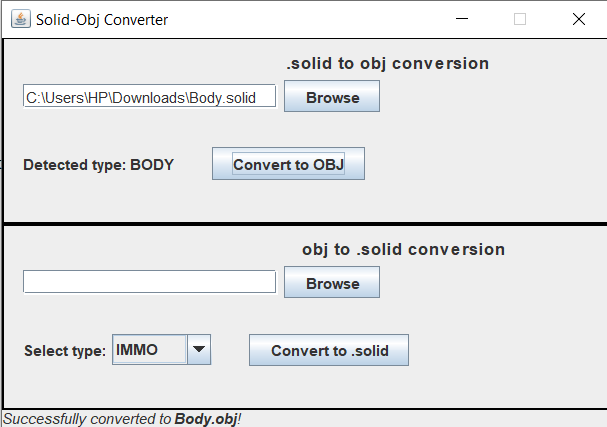 Solid-Obj Converter
.solid to obj conversion
C:\Users\HP\Downloads\Body.solid Browse
Detected type: BODY Convert to OBJ
obj to .solid conversion
Browse
Select type: IMMO Convert to .solid
Successfully converted to Body.obj!